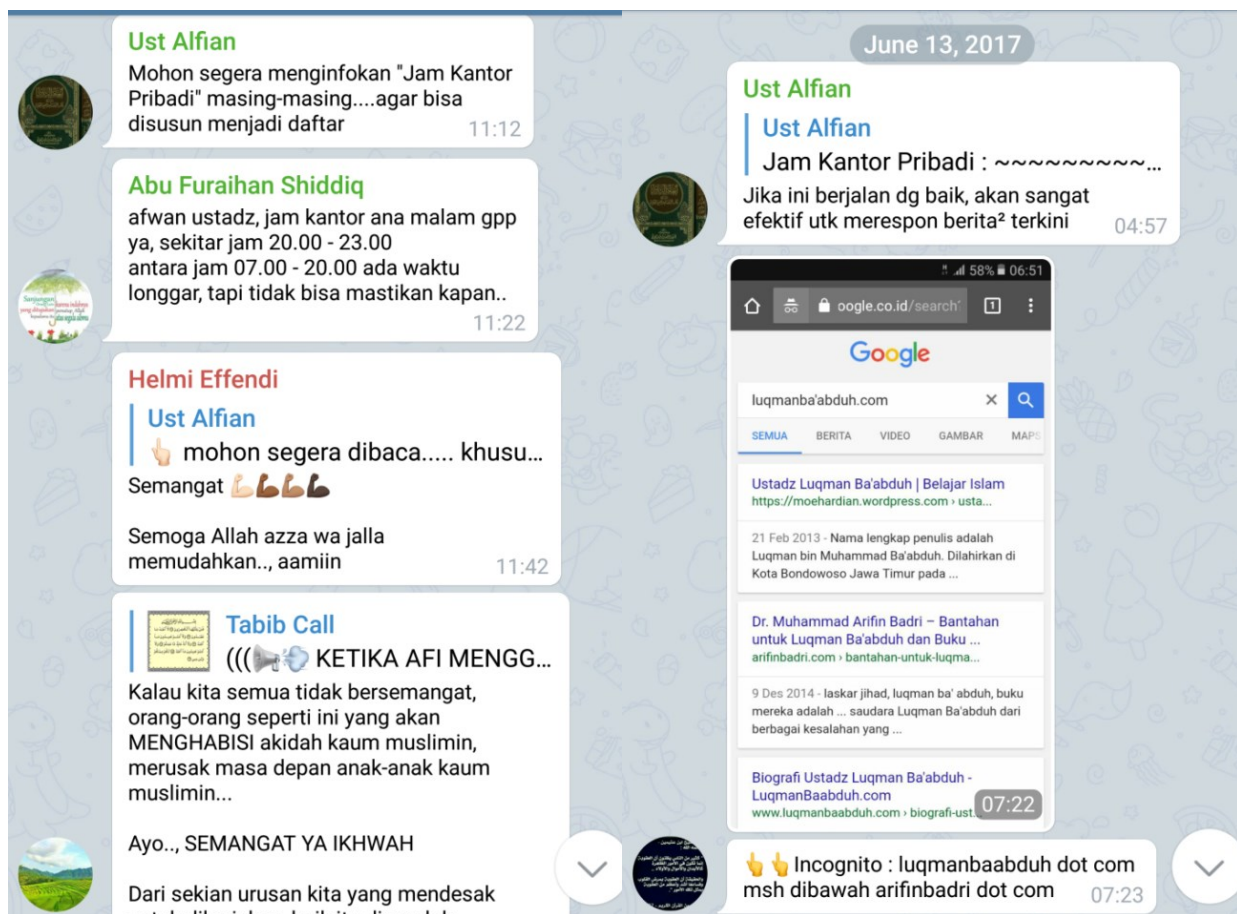 Ust Alfian
Mohon segera menginfokan "Jam Kantor
Pribadi" masing-masing....agar bisa
disusun menjadi daftar
11:12
Abu Furaihan Shiddiq
afwan ustadz, jam kantor ana malam gpp
ya, sekitar jam 20.00 - 23.00
antara jam 07.00 - 20.00 ada waktu
longgar, tapi tidak bisa mastikan kapan..
11:22
Helmi Effendi
Ust Alfian
👆🏻 mohon segera dibaca..... khusu...
Semangat 💪🏻💪🏾💪🏽💪🏿
Semoga Allah azza wa jalla
memudahkan.., aamiin
11:42
Tabib Call
(((📢💨 KETIKA AFI MENGG...
Kalau kita semua tidak bersemangat,
orang-orang seperti ini yang akan
MENGHABISI akidah kaum muslimin,
merusak masa depan anak-anak kaum
muslimin...
Ayo.., SEMANGAT YA IKHWAH
Dari sekian urusan kita yang mendesak
June 13, 2017
Ust Alfian
Ust Alfian
Jam Kantor Pribadi : ~~~~~~~~~...
Jika ini berjalan dg baik, akan sangat
efektif utk merespon berita² terkini
04:57
58% 06:51
oogle.co.id/search?
1
Google
luqmanba'abduh.com
SEMUA BERITA VIDEO GAMBAR MAPS
Ustadz Luqman Ba'abduh | Belajar Islam
https://moehardian.wordpress.com › usta...
21 Feb 2013 - Nama lengkap penulis adalah
Luqman bin Muhammad Ba'abduh. Dilahirkan di
Kota Bondowoso Jawa Timur pada ...
Dr. Muhammad Arifin Badri – Bantahan
untuk Luqman Ba'abduh dan Buku ...
arifinbadri.com › bantahan-untuk-luqma...
9 Des 2014 - laskar jihad, luqman ba' abduh, buku
mereka adalah ... saudara Luqman Ba'abduh dari
berbagai kesalahan yang ...
Biografi Ustadz Luqman Ba'abduh -
LuqmanBaabduh.com
www.luqmanbaabduh.com › biografi-ust...
07:22
👆👆Incognito : luqmanbaabduh dot com
msh dibawah arifinbadri dot com
07:23